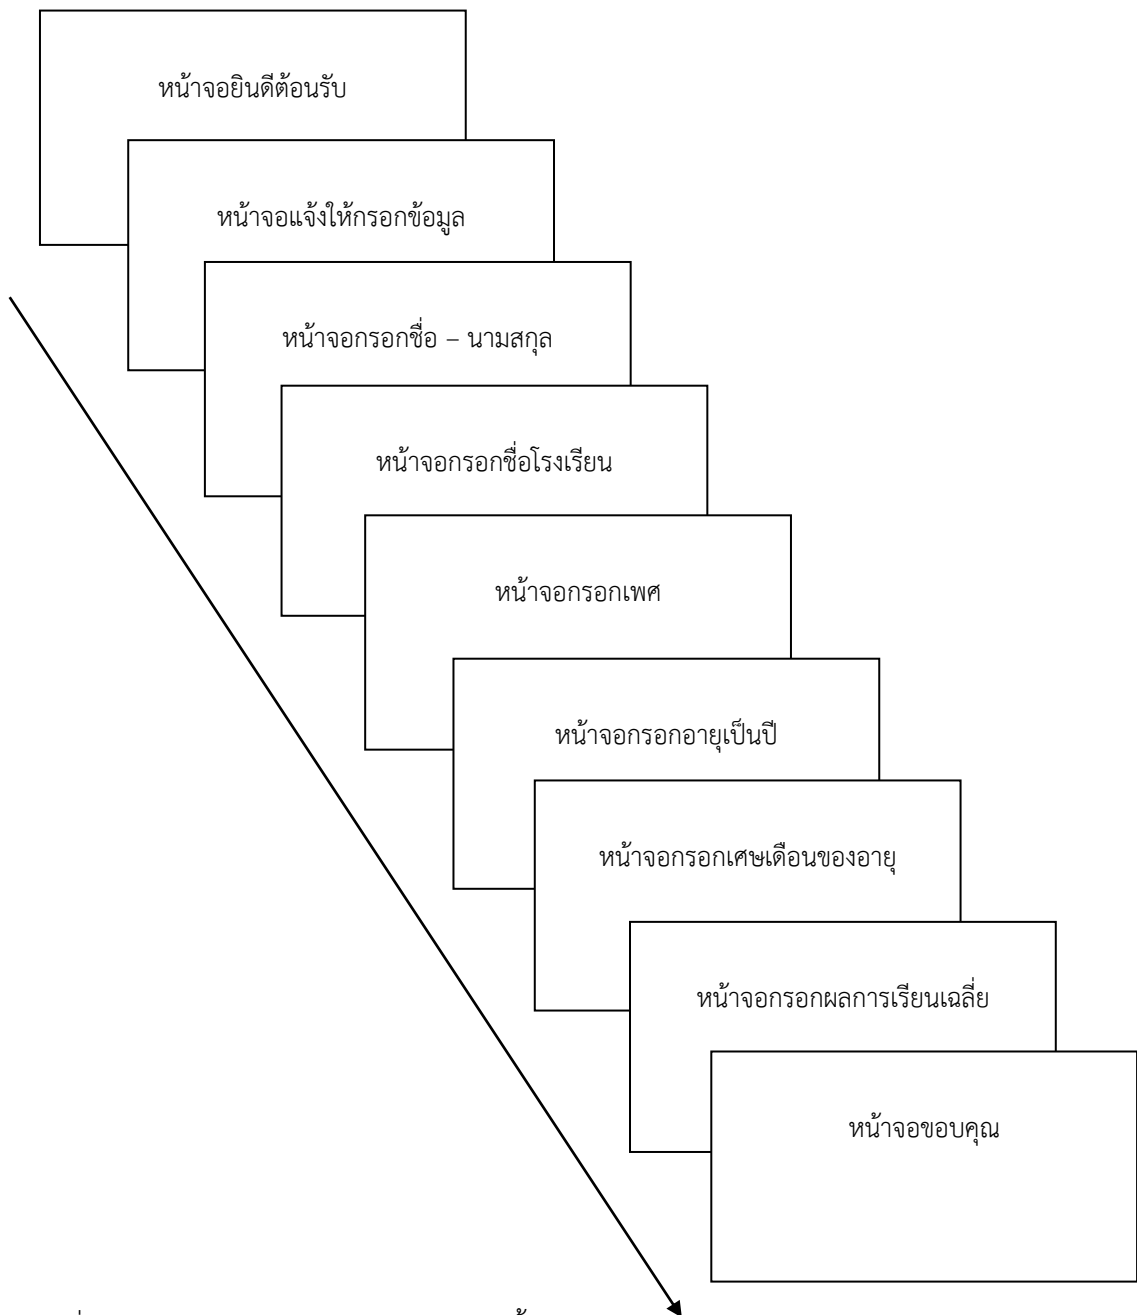 หน้าจอยินดีต้อนรับ
หน้าจอแจ้งให้กรอกข้อมูล
หน้าจอกรอกชื่อ – นามสกุล
หน้าจอกรอกชื่อโรงเรียน
หน้าจอกรอกเพศ
หน้าจอกรอกอายุเป็นปี
หน้าจอกรอกเศษเดือนของอายุ
หน้าจอกรอกผลการเรียนเฉลี่ย
หน้าจอขอบคุณ